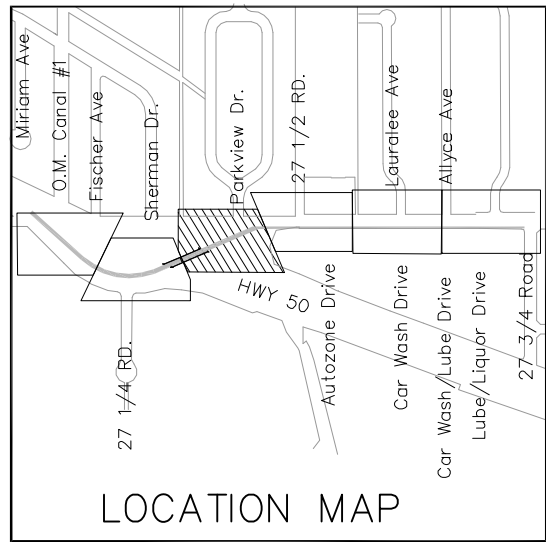 Miriam Ave
O.M. Canal #1
Fischer Ave
Sherman Dr.
Parkview Dr.
27 1/2 RD.
Lauralee Ave
Allyce Ave
HWY 50
27 1/4 RD.
Autozone Drive
Car Wash Drive
Car Wash/Lube Drive
Lube/Liquor Drive
27 3/4 Road
LOCATION MAP